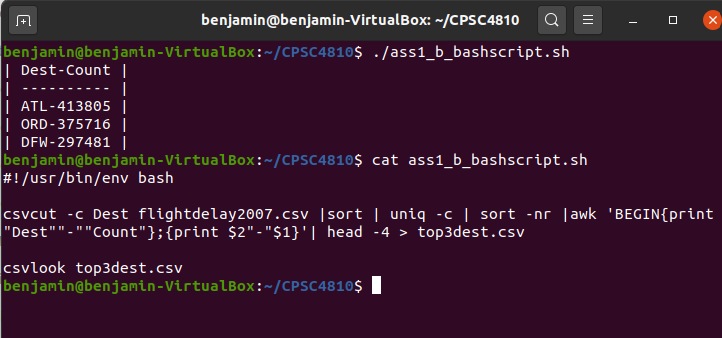 benjamin@benjamin-VirtualBox: ~/CPSC4810
benjamin@benjamin-VirtualBox:~/CPSC4810$ ./ass1_b_bashscript.sh
| Dest-Count |
| ---------- |
| ATL-413805 |
| ORD-375716 |
| DFW-297481 |
benjamin@benjamin-VirtualBox:~/CPSC4810$ cat ass1_b_bashscript.sh
#!/usr/bin/env bash
csvcut -c Dest flightdelay2007.csv |sort | uniq -c | sort -nr |awk 'BEGIN{print
"Dest""-""Count"};{print $2"-"$1}'| head -4 > top3dest.csv
csvlook top3dest.csv
benjamin@benjamin-VirtualBox:~/CPSC4810$